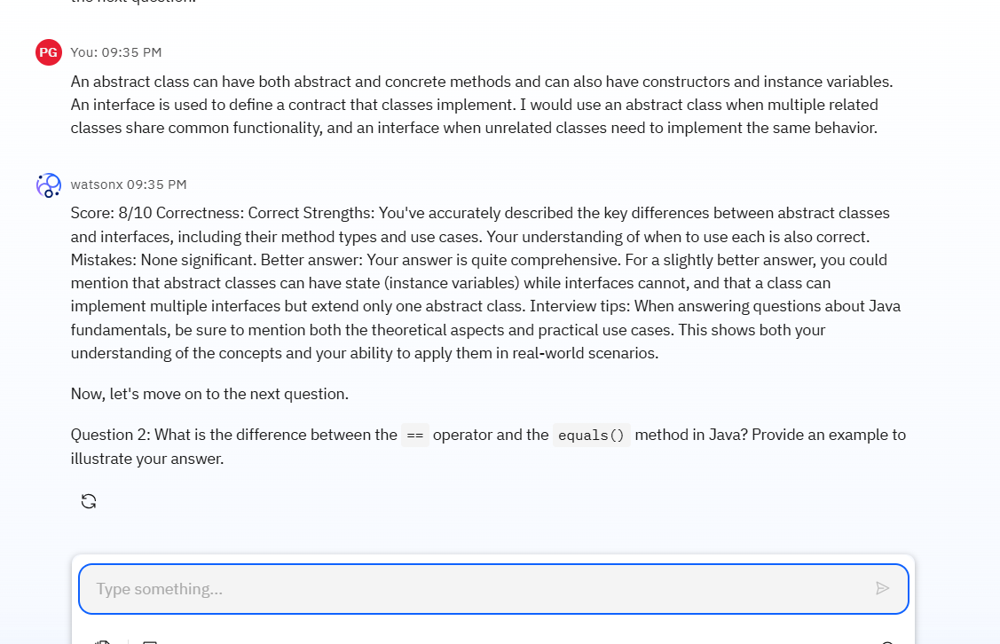 the next question.
PG You: 09:35 PM
An abstract class can have both abstract and concrete methods and can also have constructors and instance variables.
An interface is used to define a contract that classes implement. I would use an abstract class when multiple related
classes share common functionality, and an interface when unrelated classes need to implement the same behavior.
watsonx 09:35 PM
Score: 8/10 Correctness: Correct Strengths: You've accurately described the key differences between abstract classes
and interfaces, including their method types and use cases. Your understanding of when to use each is also correct.
Mistakes: None significant. Better answer: Your answer is quite comprehensive. For a slightly better answer, you could
mention that abstract classes can have state (instance variables) while interfaces cannot, and that a class can
implement multiple interfaces but extend only one abstract class. Interview tips: When answering questions about Java
fundamentals, be sure to mention both the theoretical aspects and practical use cases. This shows both your
understanding of the concepts and your ability to apply them in real-world scenarios.
Now, let's move on to the next question.
Question 2: What is the difference between the == operator and the equals() method in Java? Provide an example to
illustrate your answer.
Type something...